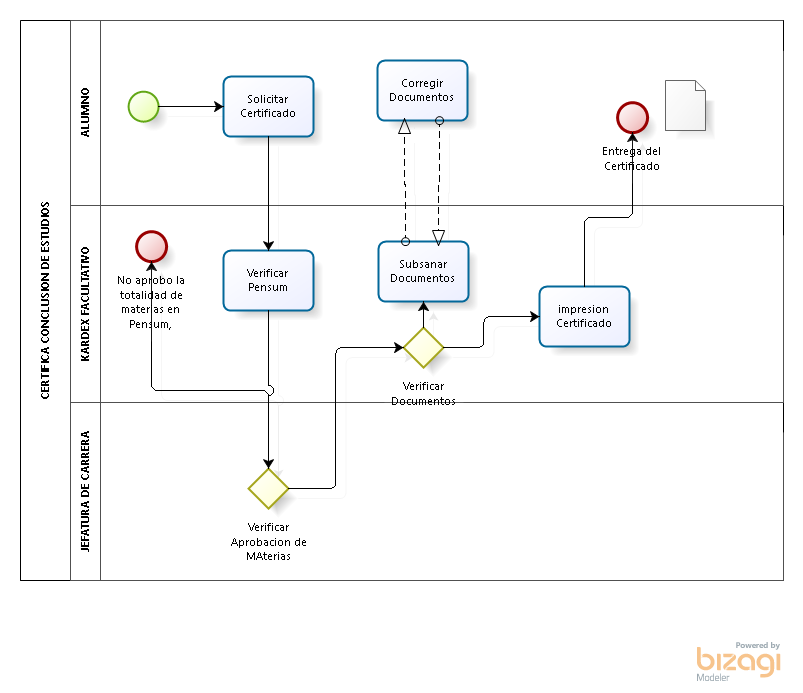 CERTIFICA CONCLUSION DE ESTUDIOS
ALUMNO
Solicitar
Certificado
Corregir
Documentos
Entrega del
Certificado
KARDEX FACULTATIVO
No aprobo la
totalidad de
materias en
Pensum,
Verificar
Pensum
Subsanar
Documentos
impresion
Certificado
Verificar
Documentos
JEFATURA DE CARRERA
Verificar
Aprobacion de
MAterias
Powered by
bizagi
Modeler